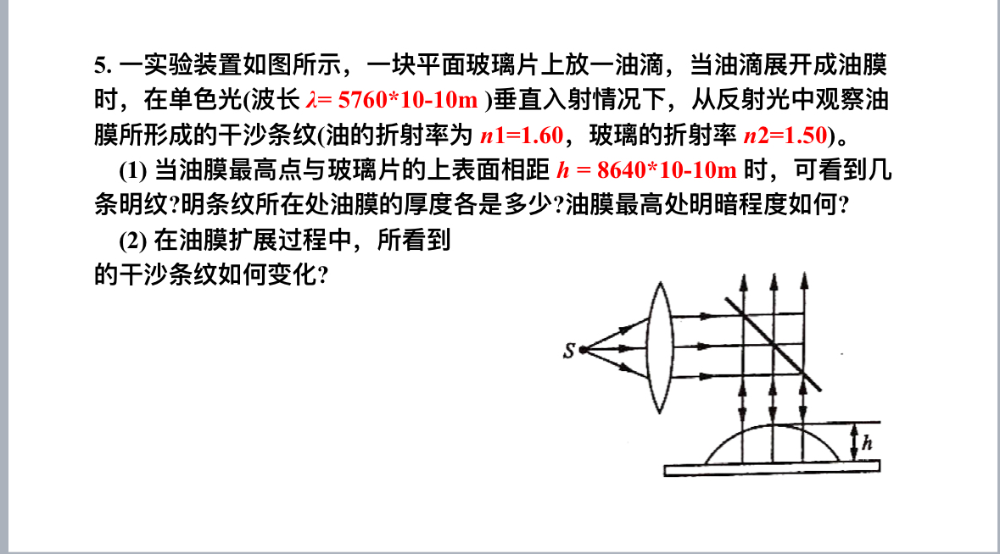 5. 一实验装置如图所示，一块平面玻璃片上放一油滴，当油滴展开成油膜
时，在单色光(波长 λ= 5760*10-10m )垂直入射情况下，从反射光中观察油
膜所形成的干沙条纹(油的折射率为 n1=1.60，玻璃的折射率 n2=1.50)。
(1) 当油膜最高点与玻璃片的上表面相距 h = 8640*10-10m 时，可看到几
条明纹?明条纹所在处油膜的厚度各是多少?油膜最高处明暗程度如何?
(2) 在油膜扩展过程中，所看到
的干沙条纹如何变化?
S
h